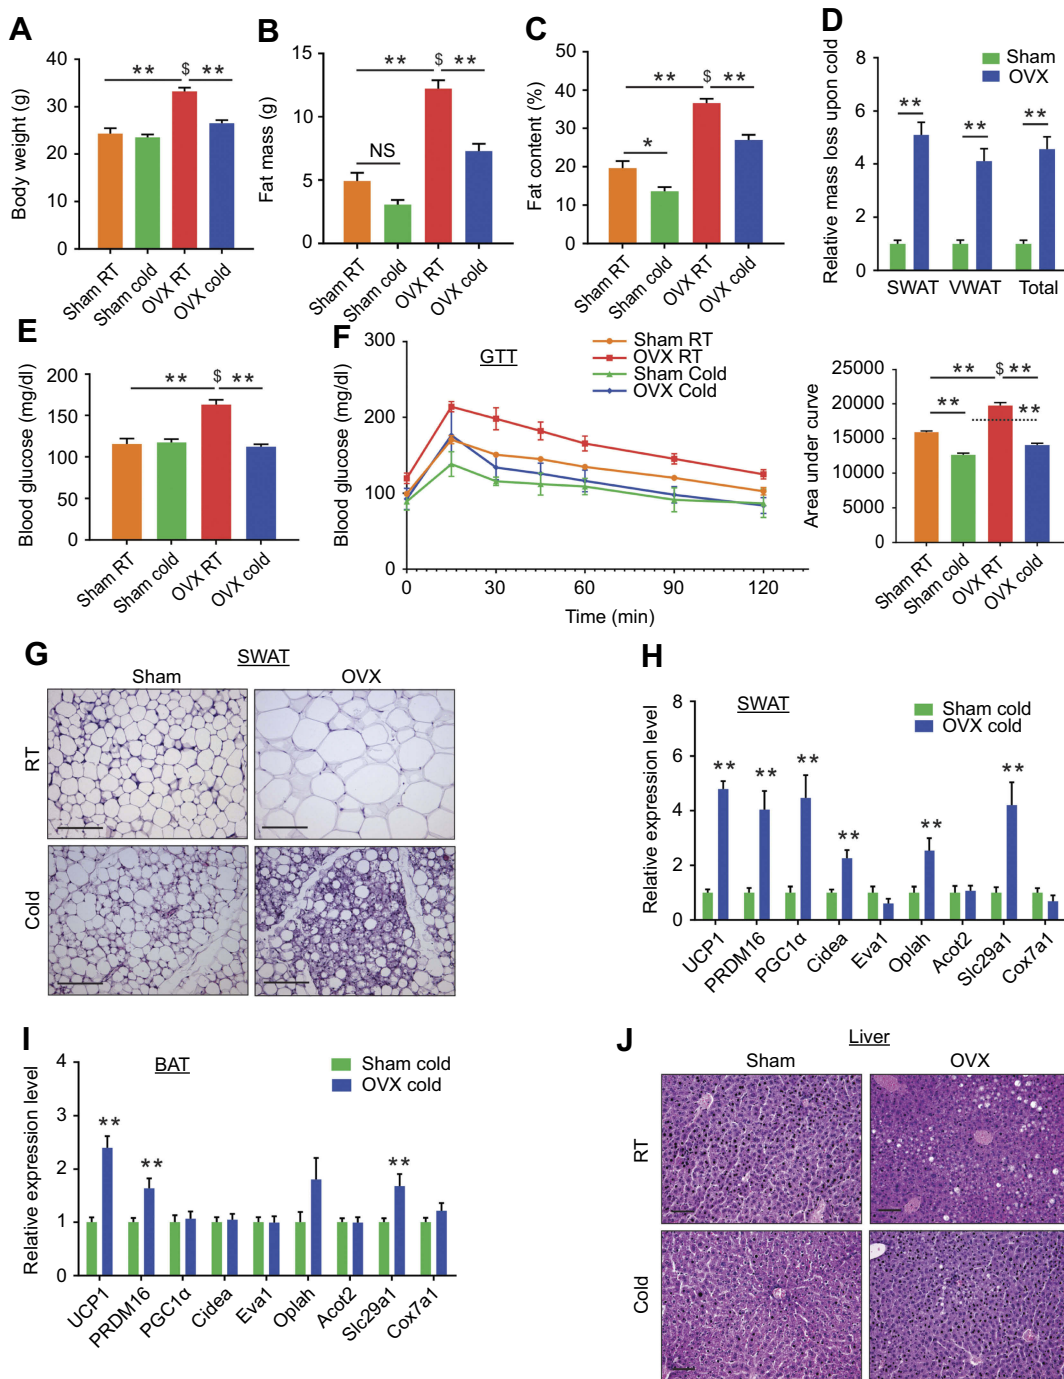 A
Body weight (g)
40
30
20
10
0
** $ **
Sham RT
Sham cold
OVX RT
OVX cold
B
Fat mass (g)
15
10
5
0
** $ **
NS
Sham RT
Sham cold
OVX RT
OVX cold
C
Fat content (%)
50
40
30
20
10
0
** $ **
*
Sham RT
Sham cold
OVX RT
OVX cold
D
Relative mass loss upon cold
8
6
4
2
0
Sham
OVX
**
**
**
SWAT VWAT Total
E
Blood glucose (mg/dl)
200
150
100
50
0
** $ **
Sham RT
Sham cold
OVX RT
OVX cold
F
Blood glucose (mg/dl)
300
200
100
0
GTT
Sham RT
OVX RT
Sham Cold
OVX Cold
0 30 60 90 120
Time (min)
Area under curve
25000
20000
15000
10000
5000
0
** $ **
** **
Sham RT
Sham cold
OVX RT
OVX cold
G
SWAT
Sham OVX
RT
Cold
H
Relative expression level
8
6
4
2
0
SWAT
Sham cold
OVX cold
** ** ** ** ** **
UCP1
PRDM16
PGC1α
Cidea
Eva1
Oplah
Acot2
Slc29a1
Cox7a1
I
Relative expression level
4
3
2
1
0
BAT
Sham cold
OVX cold
** ** **
UCP1
PRDM16
PGC1α
Cidea
Eva1
Oplah
Acot2
Slc29a1
Cox7a1
J
Liver
Sham OVX
RT
Cold